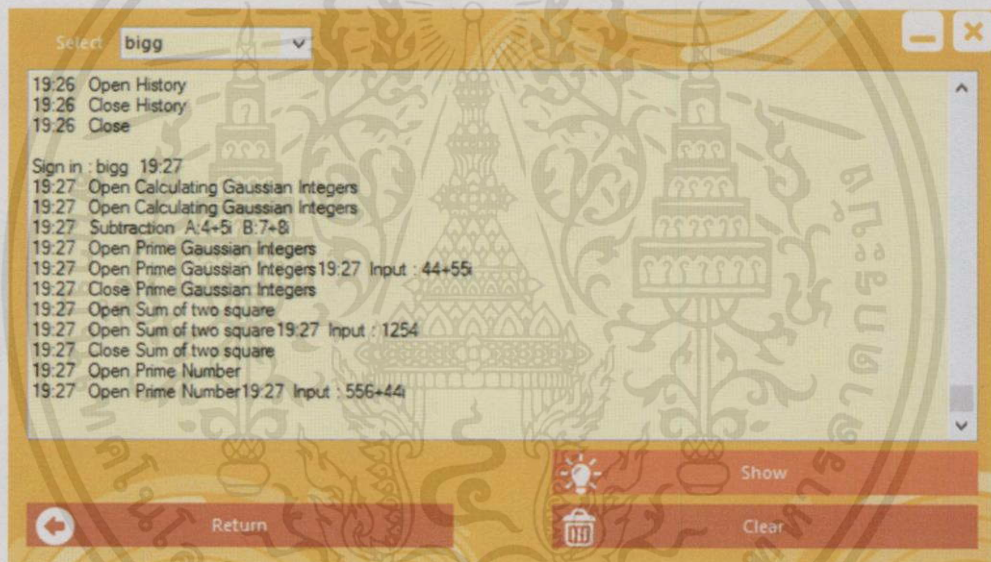 Select bigg
19:26 Open History
19:26 Close History
19:26 Close
Sign in : bigg 19:27
19:27 Open Calculating Gaussian Integers
19:27 Open Calculating Gaussian Integers
19:27 Subtraction A:4+5i B:7+8i
19:27 Open Prime Gaussian Integers
19:27 Open Prime Gaussian Integers19:27 Input : 44+55i
19:27 Close Prime Gaussian Integers
19:27 Open Sum of two square
19:27 Open Sum of two square19:27 Input : 1254
19:27 Close Sum of two square
19:27 Open Prime Number
19:27 Open Prime Number19:27 Input : 556+44i
Show
Return
Clear